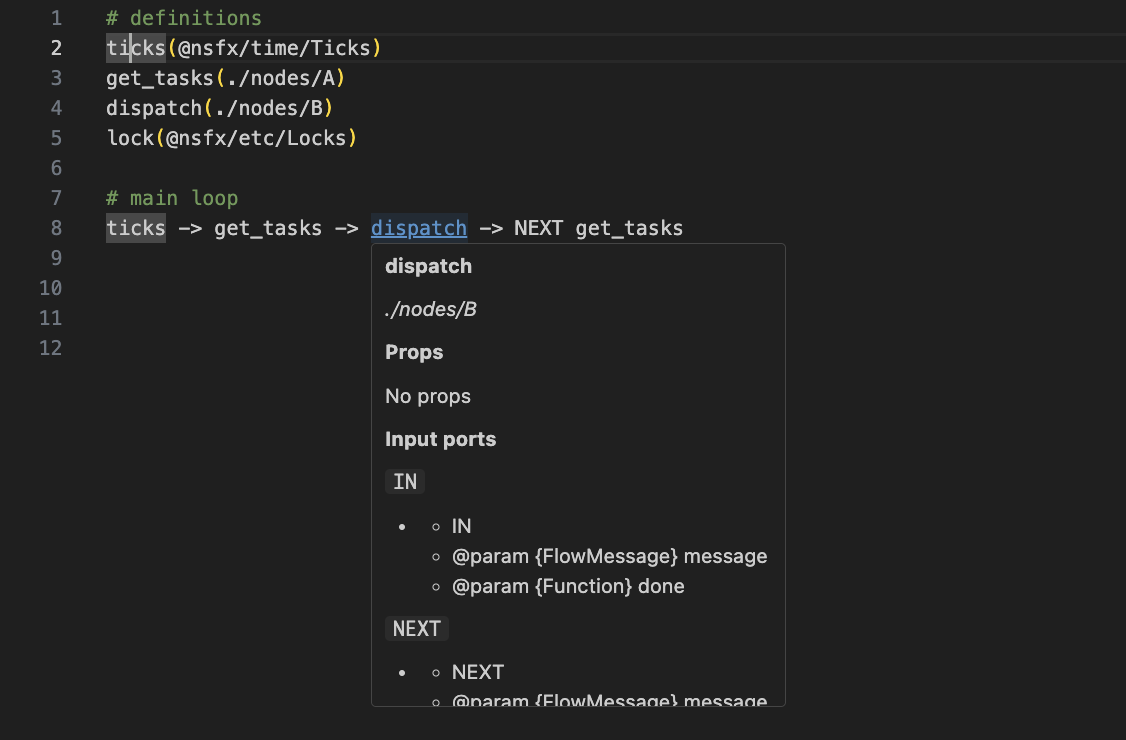 1 # definitions
2 ticks(@nsfx/time/Ticks)
3 get_tasks(./nodes/A)
4 dispatch(./nodes/B)
5 lock(@nsfx/etc/Locks)
6
7 # main loop
8 ticks -> get_tasks -> dispatch -> NEXT get_tasks
9
10
11
12
dispatch
./nodes/B
Props
No props
Input ports
IN
IN
@param {FlowMessage} message
@param {Function} done
NEXT
NEXT
@param {FlowMessage} message